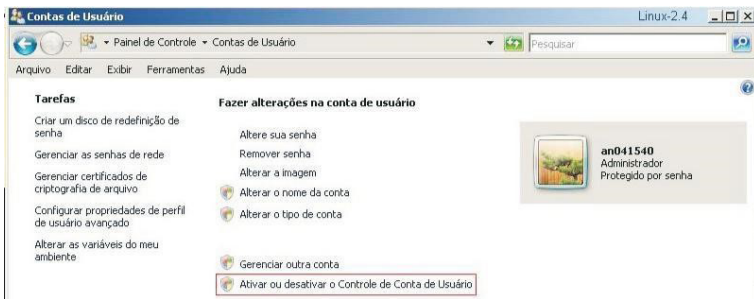 Contas de Usuário
Linux-2.4
Painel de Controle
Contas de Usuário
Pesquisar
Arquivo Editar Exibir Ferramentas Ajuda
Tarefas
Criar um disco de redefinição de
senha
Gerenciar as senhas de rede
Gerenciar certificados de
criptografia de arquivo
Configurar propriedades de perfil
de usuário avançado
Alterar as variáveis do meu
ambiente
Fazer alterações na conta de usuário
Altere sua senha
Remover senha
Alterar a imagem
Alterar o nome da conta
Alterar o tipo de conta
Gerenciar outra conta
Ativar ou desativar o Controle de Conta de Usuário
an041540
Administrador
Protegido por senha